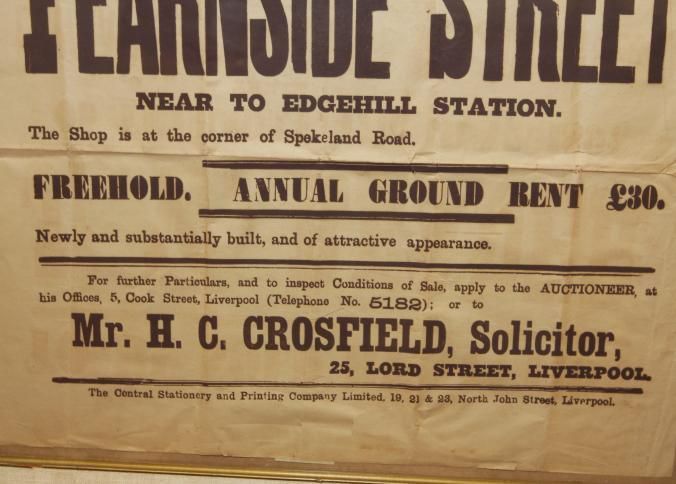 FEARNSIDE STREET
NEAR TO EDGEHILL STATION.
The Shop is at the corner of Spekeland Road.
FREEHOLD. ANNUAL GROUND RENT £30.
Newly and substantially built, and of attractive appearance.
For further Particulars, and to inspect Conditions of Sale, apply to the AUCTIONEER, at
his Offices, 5, Cook Street, Liverpool (Telephone No. 5182); or to
Mr. H. C. CROSFIELD, Solicitor,
25, LORD STREET, LIVERPOOL.
The Central Stationery and Printing Company Limited, 19, 21 & 23, North John Street, Liverpool.